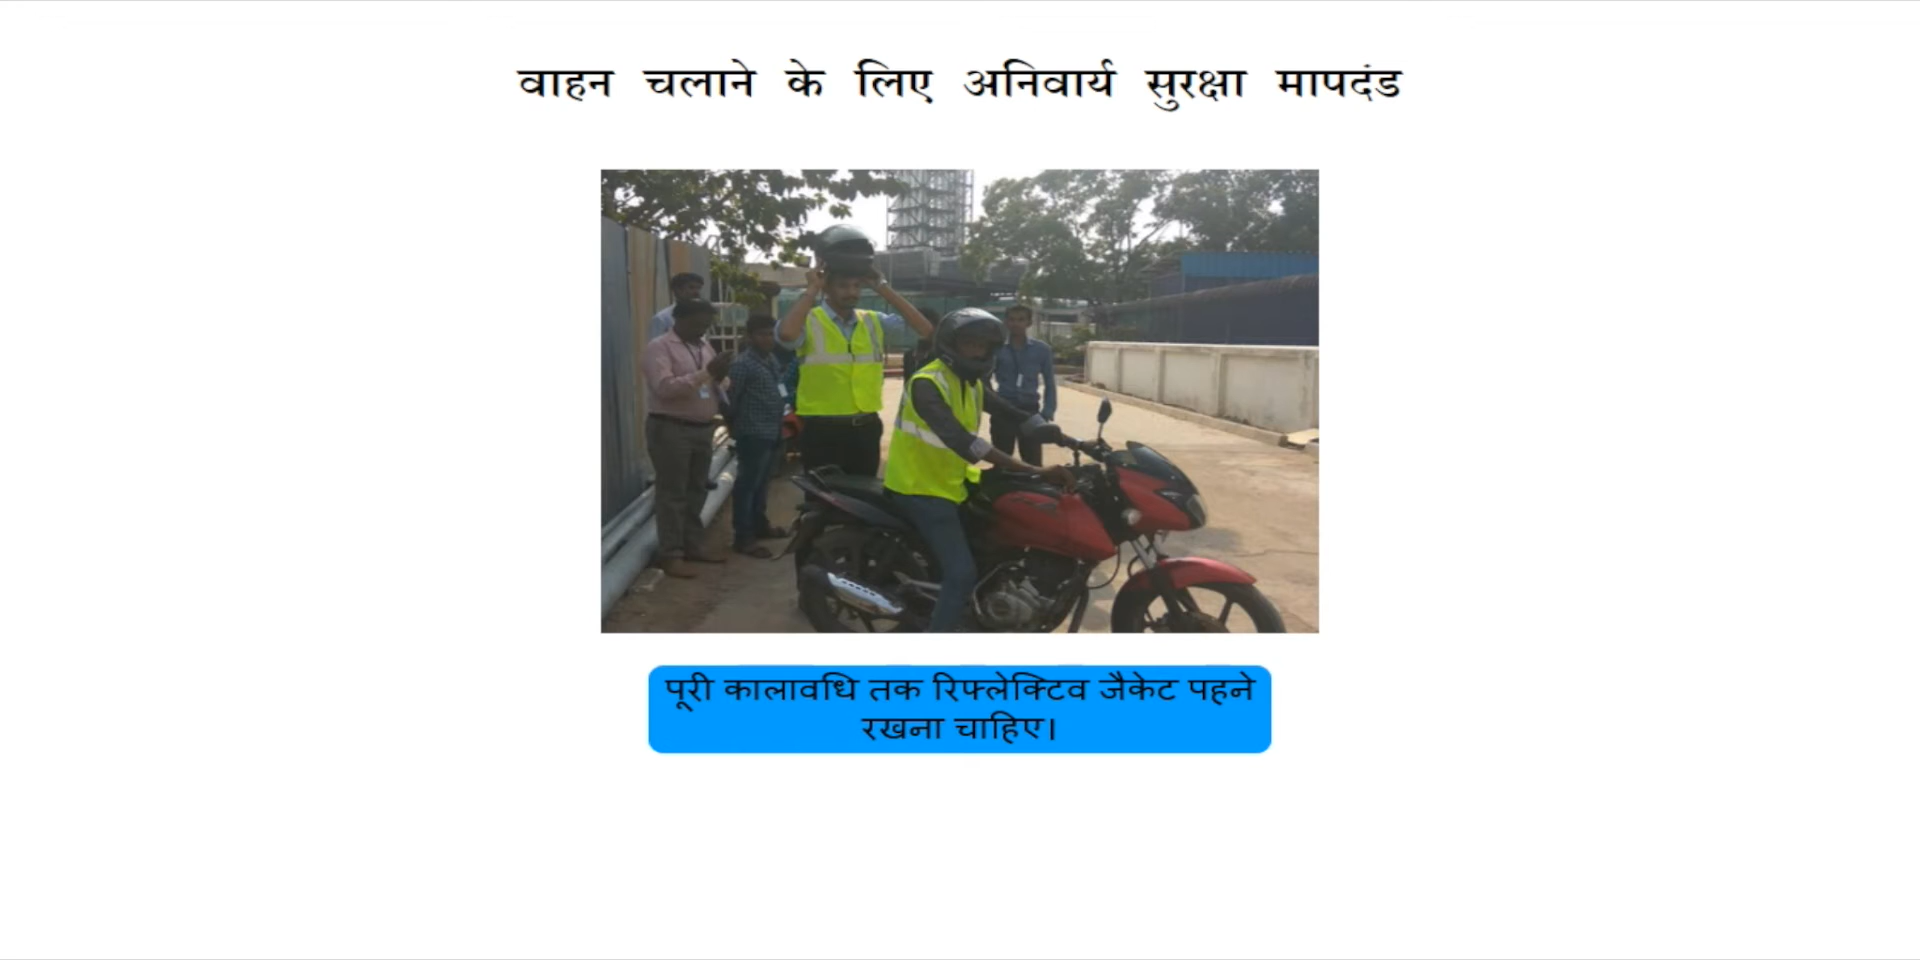 वाहन चलाने के लिए अनिवार्य सुरक्षा मापदंड
पूरी कालावधि तक रिफ्लेक्टिव जैकेट पहने
रखना चाहिए।